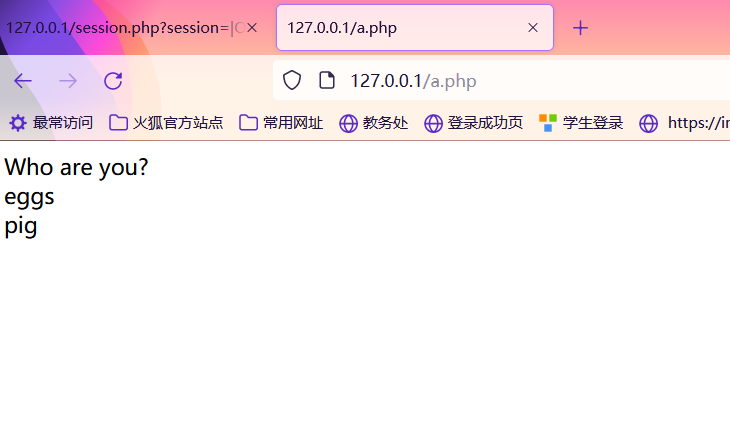 127.0.0.1/session.php?session=|O
127.0.0.1/a.php
127.0.0.1/a.php
最常访问
火狐官方站点
常用网址
教务处
登录成功页
学生登录
https://in
Who are you?
eggs
pig